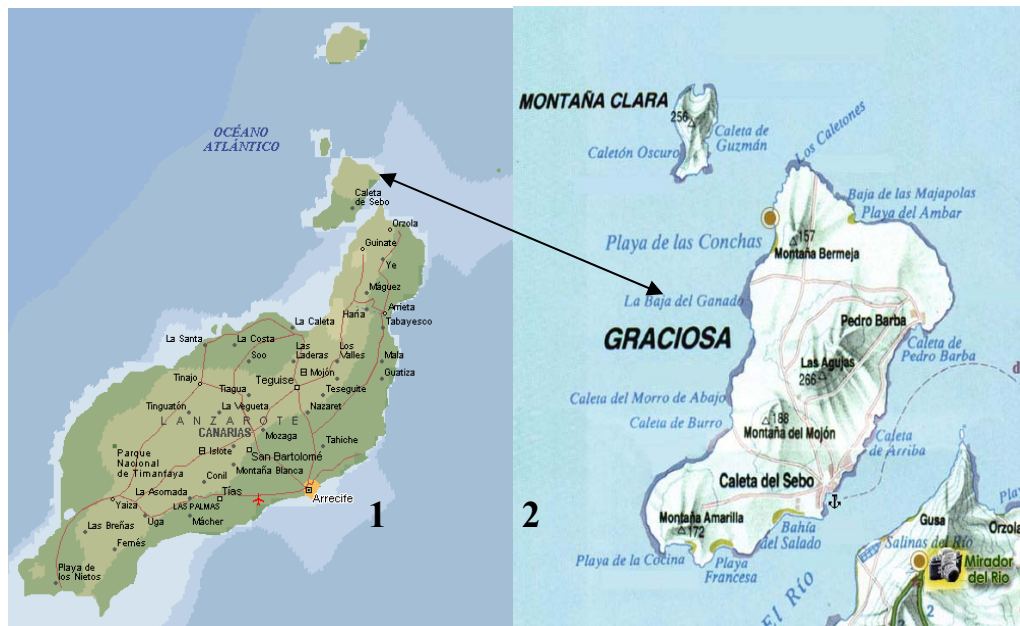 OCÉANO
ATLÁNTICO
Caleta
de Sebo
Orzola
Guinate
Ye
Máguez
Haría
Arrieta
Tabayesco
La Caleta
La Santa
La Costa
Soo
Las
Laderas
Los
Valles
Mala
El Mojón
Guatiza
Tinajo
Tiagua
Teguise
Teseguite
Tinguatón
La Vegueta
Nazaret
LANZAROTE
CANARIAS
Mozaga
Tahiche
Parque
Nacional
de Timanfaya
El Islote
San Bartolomé
Montaña Blanca
Conil
La Asomada
Tías
Arrecife
Yaiza
LAS PALMAS
Las Breñas
Uga
Mácher
Femés
Playa de
los Nietos
1
2
MONTAÑA CLARA
256
Caleta de
Guzmán
Caletón Oscuro
Los Caletones
Baja de las Majapolas
Playa del Ambar
Playa de las Conchas
157
Montaña Bermeja
La Baja del Ganado
GRACIOSA
Pedro Barba
Caleta de
Pedro Barba
Las Agujas
266
d
Caleta del Morro de Abajo
188
Caleta de Burro
Montaña del Mojón
Caleta
de Arriba
Caleta del Sebo
Montaña Amarilla
172
Bahía
del Salado
Playa de la Cocina
Playa
Francesa
Gusa
Orzola
Salinas del Río
Mirador
del Rio
EL RÍO
2
3